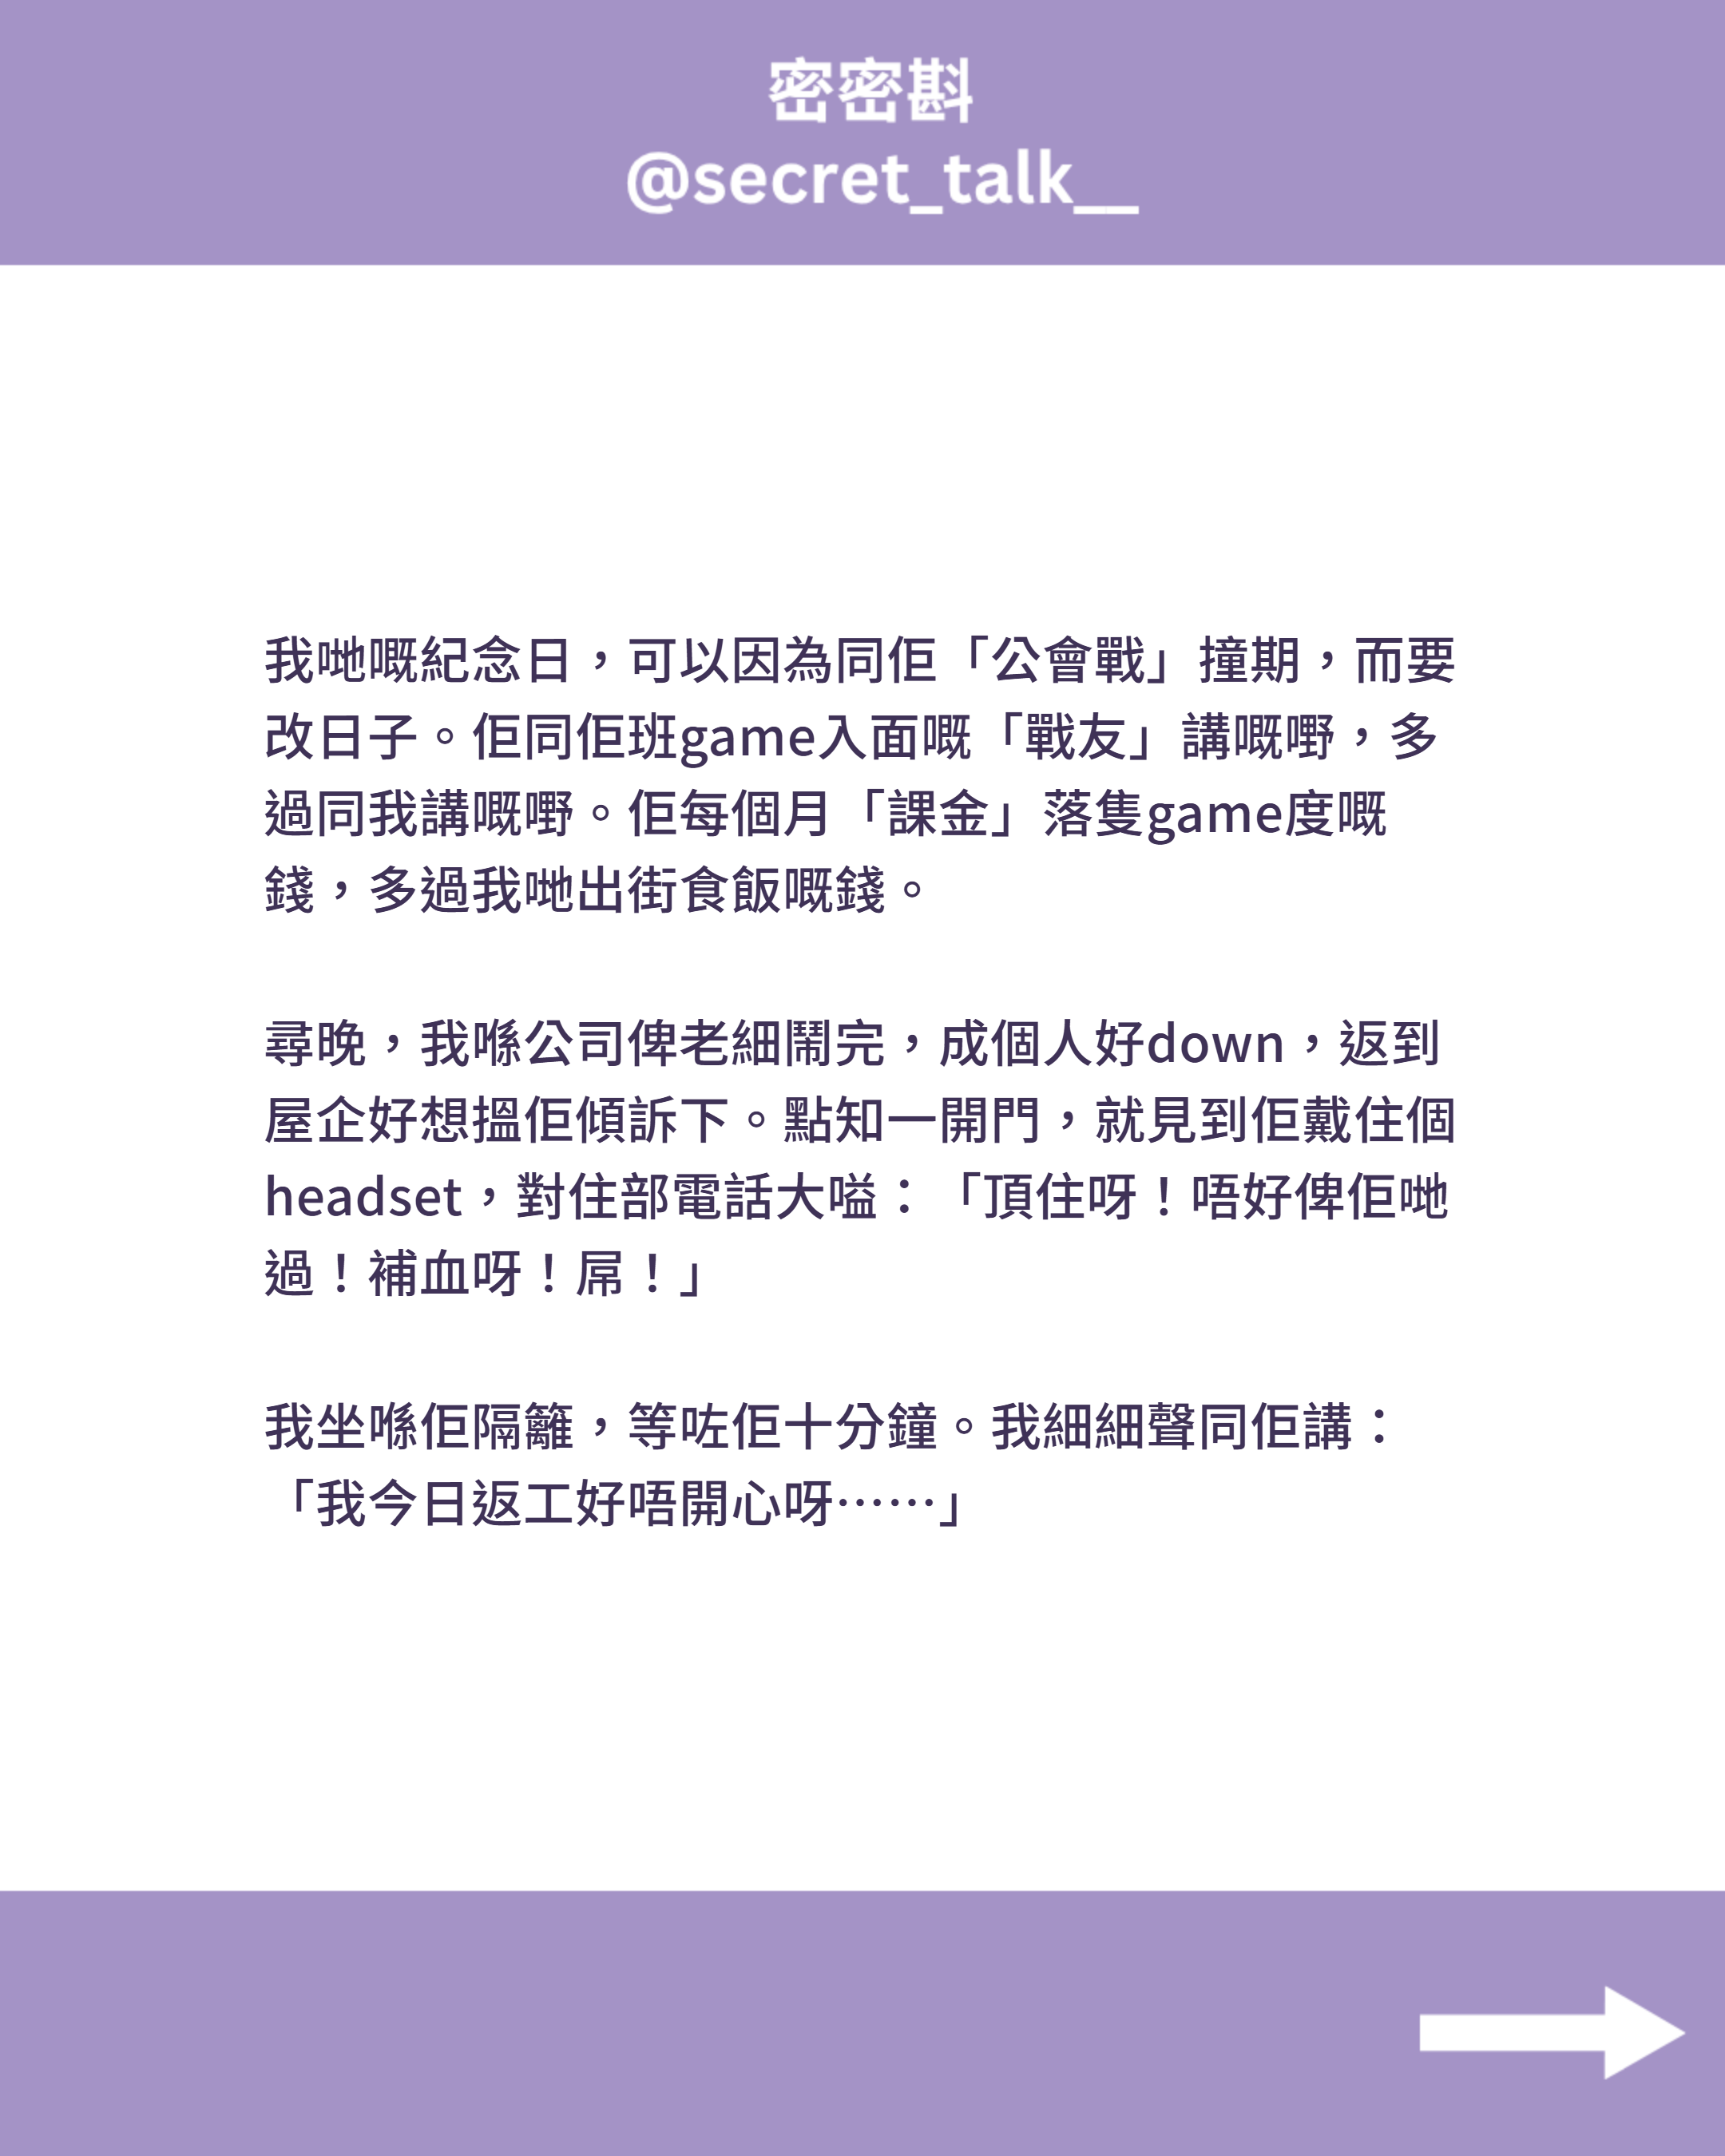 密密斟
@secret_talk__
我哋嘅紀念日，可以因為同佢「公會戰」撞期，而要
改日子。佢同佢班game入面嘅「戰友」講嘅嘢，多
過同我講嘅嘢。佢每個月「課金」落隻game度嘅
錢，多過我哋出街食飯嘅錢。
尋晚，我喺公司俾老細鬧完，成個人好down，返到
屋企好想搵佢傾訴下。點知一開門，就見到佢戴住個
headset，對住部電話大嗌：「頂住呀！唔好俾佢哋
過！補血呀！屌！」
我坐喺佢隔籬，等咗佢十分鐘。我細細聲同佢講：
「我今日返工好唔開心呀⋯⋯」